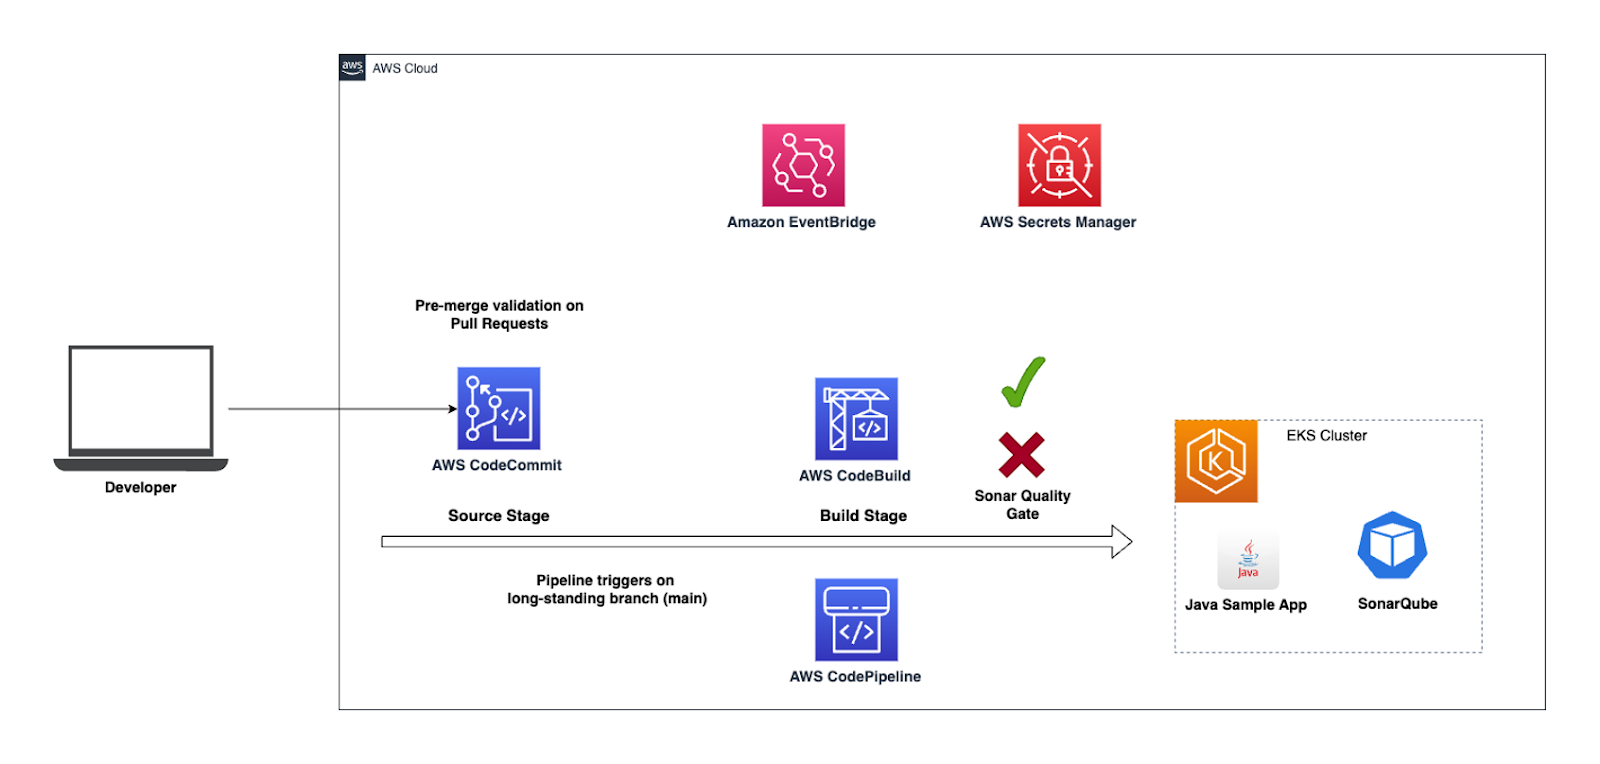 aws
AWS Cloud
Amazon EventBridge
AWS Secrets Manager
Pre-merge validation on
Pull Requests
Developer
AWS CodeCommit
AWS CodeBuild
Sonar Quality
Gate
Source Stage
Build Stage
Pipeline triggers on
long-standing branch (main)
AWS CodePipeline
EKS Cluster
K
Java
Java Sample App
SonarQube